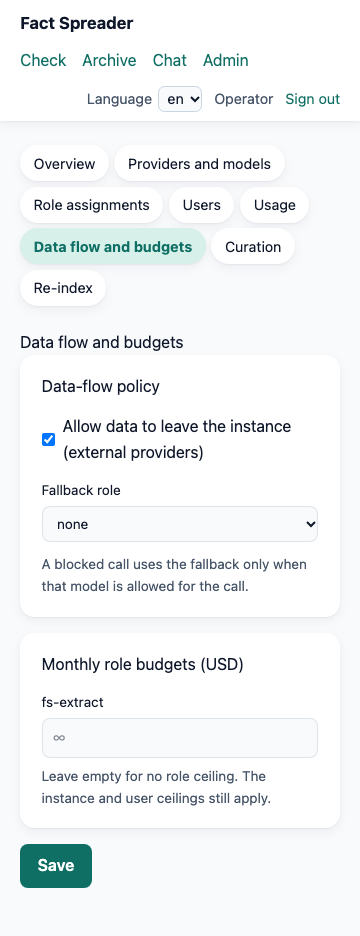 Fact Spreader
Check Archive Chat Admin
Language en Operator Sign out
Overview Providers and models
Role assignments Users Usage
Data flow and budgets Curation
Re-index
Data flow and budgets
Data-flow policy
Allow data to leave the instance
(external providers)
Fallback role
none
A blocked call uses the fallback only when
that model is allowed for the call.
Monthly role budgets (USD)
fs-extract
∞
Leave empty for no role ceiling. The
instance and user ceilings still apply.
Save